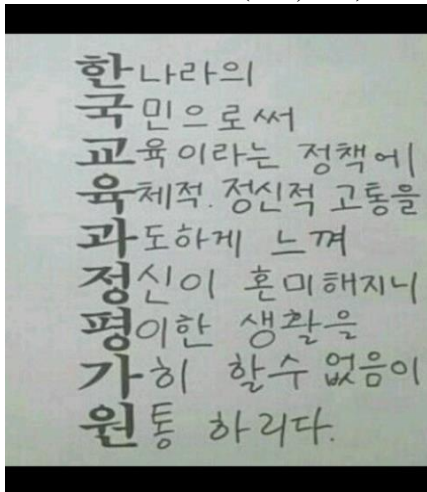 한나라의
국민으로써
교육이라는 정책에
육체적. 정신적 고통을
과도하게 느껴
정신이 혼미해지니
평이한 생활을
가히 할수 없음이
원통 하리다.